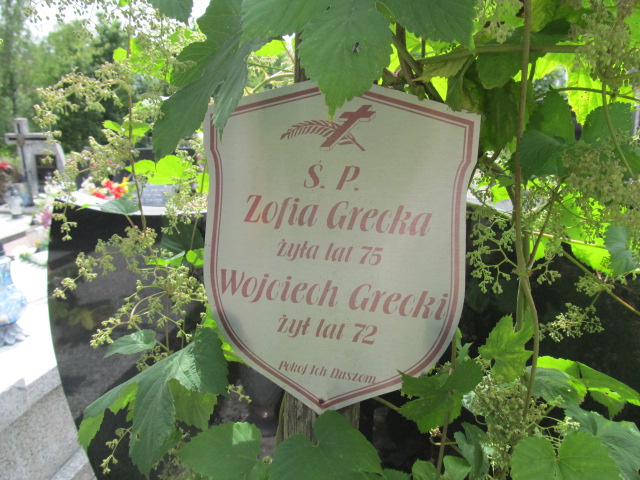 Ś. P.
Zofia Grecka
żyła lat 75
Wojciech Grecki
żył lat 72
Pokój Ich Duszom